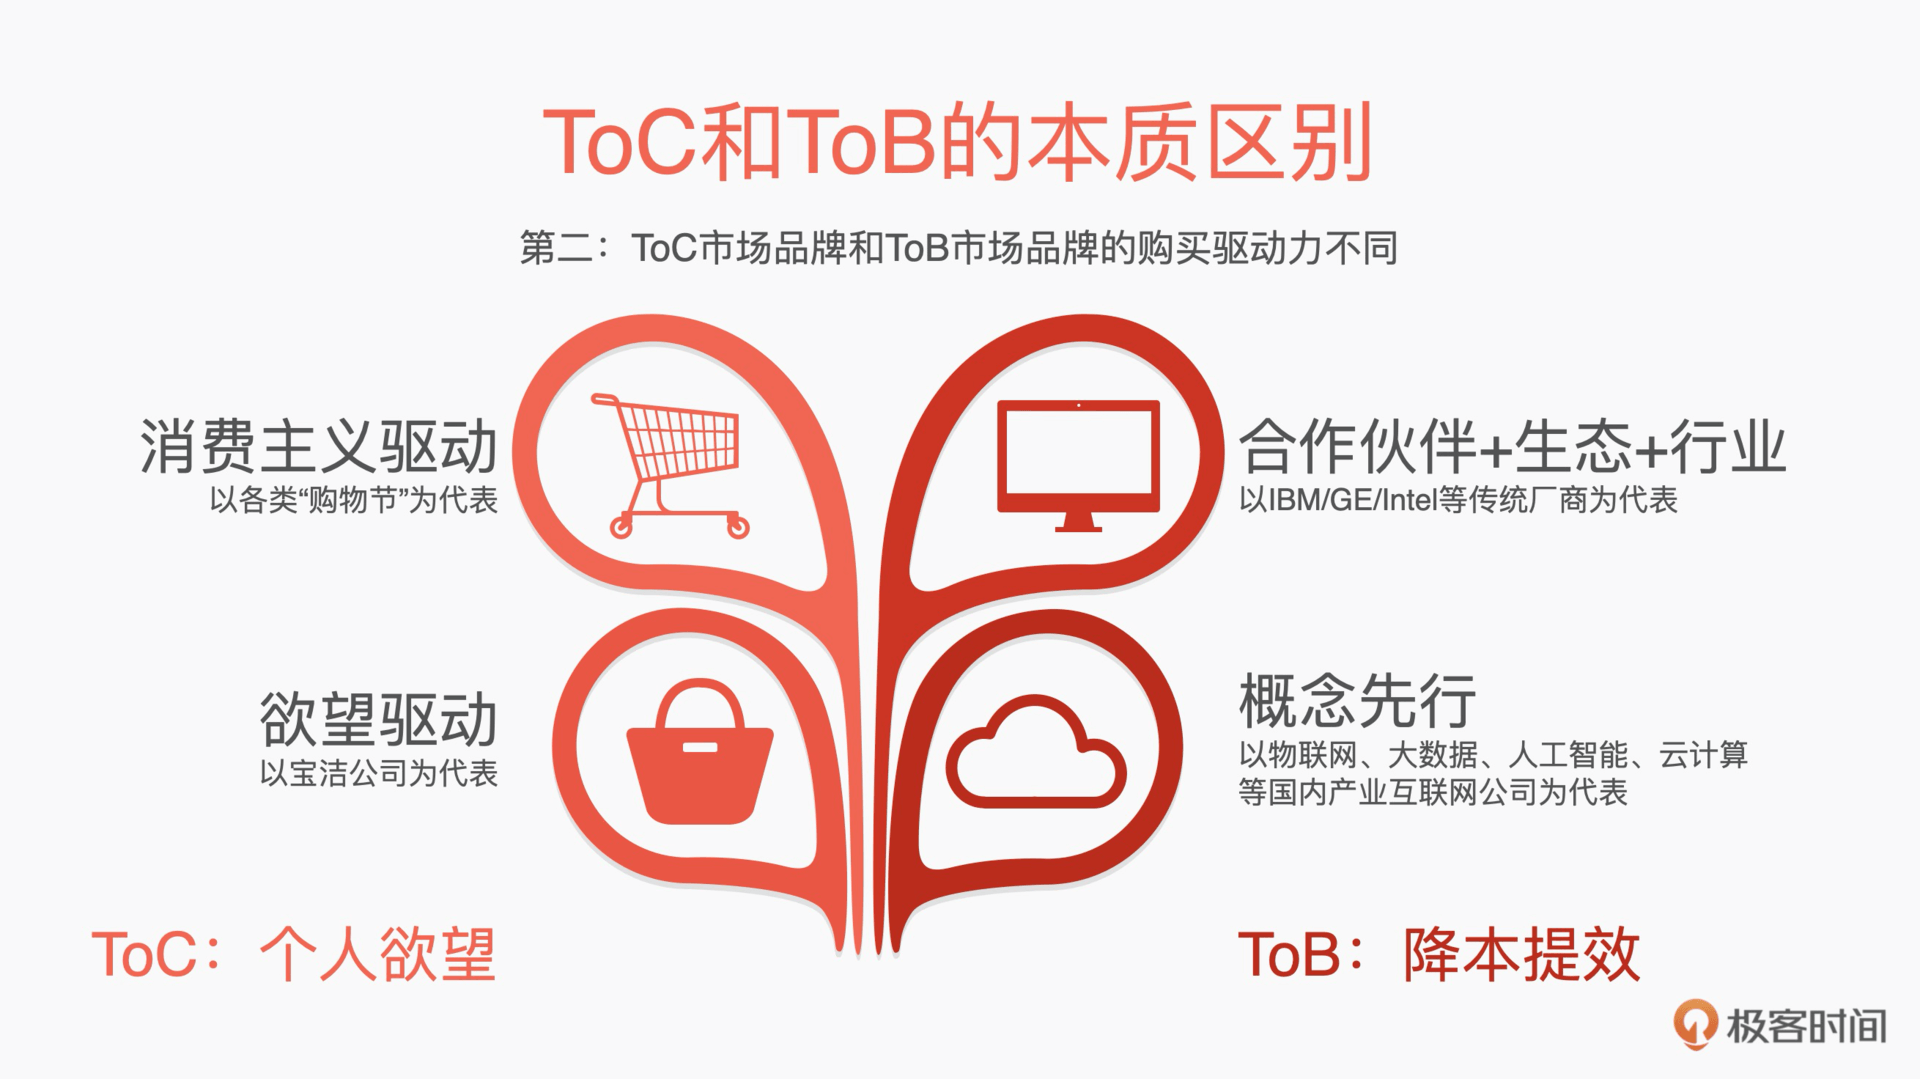 ToC和ToB的本质区别
第二：ToC市场品牌和ToB市场品牌的购买驱动力不同
消费主义驱动
以各类“购物节”为代表
合作伙伴+生态+行业
以IBM/GE/Intel等传统厂商为代表
欲望驱动
以宝洁公司为代表
概念先行
以物联网、大数据、人工智能、云计算
等国内产业互联网公司为代表
ToC：个人欲望
ToB：降本提效
极客时间